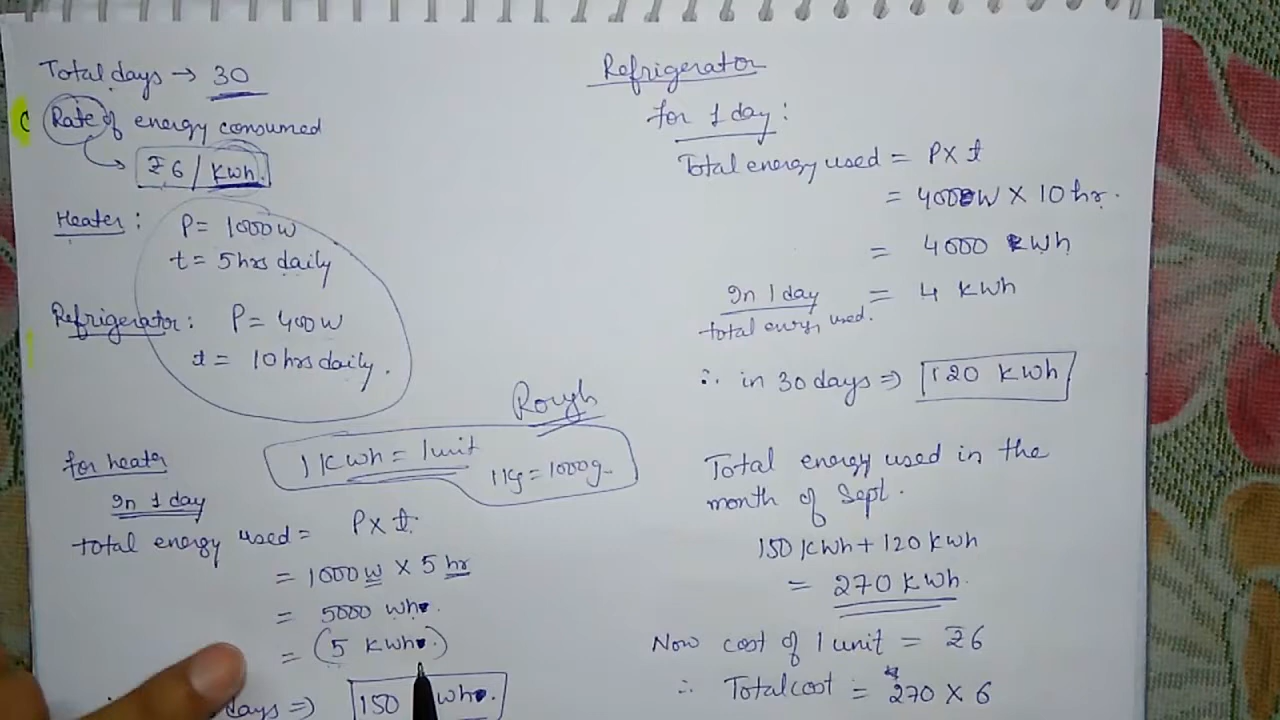 Total days → 30
Rate of energy consumed
₹6 / kwh.
Heater : P = 1000 W
t = 5 hrs daily
Refrigerator : P = 400 W
t = 10 hrs daily.
Rough
1 Kwh = 1 unit
1 Kg = 1000 g
for heater
In 1 day
total energy used = P x t
= 1000 w x 5 hr
= 5000 wh.
= (5 Kwh.)
days ⇒ 150 wh.
Refrigerator
for 1 day :
Total energy used = P x t
= 400 W x 10 hr.
= 4000 Wh
In 1 day = 4 kwh
total energy used.
∴ in 30 days ⇒ 120 kwh
Total energy used in the
month of Sept.
150 Kwh + 120 kwh
= 270 kwh.
Now cost of 1 unit = ₹6
∴ Total cost = 270 x 6